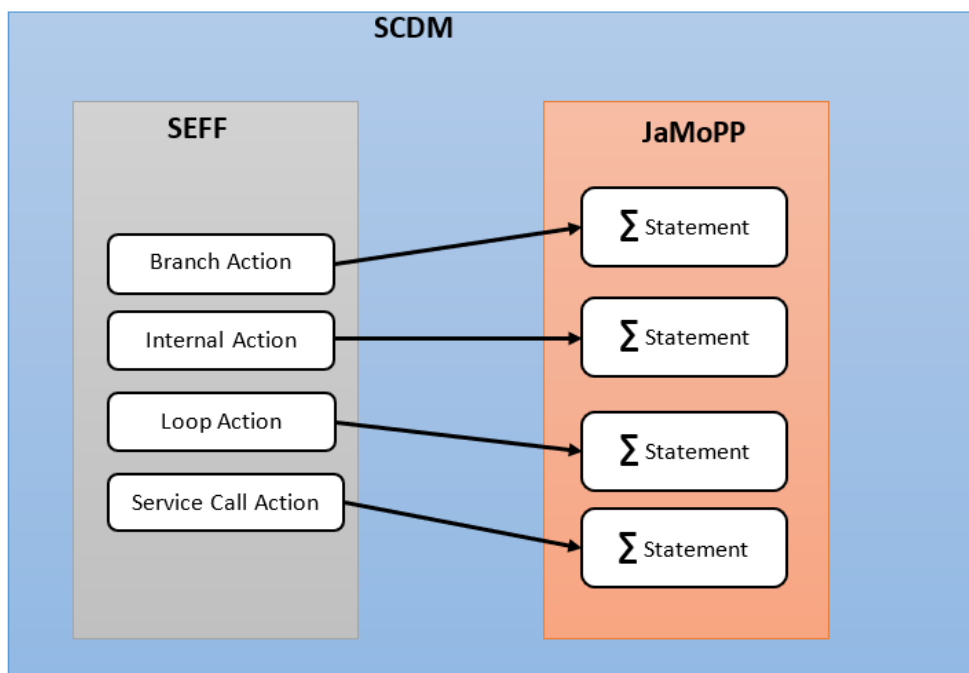 SCDM
SEFF
Branch Action
Internal Action
Loop Action
Service Call Action
JaMoPP
Σ Statement
Σ Statement
Σ Statement
Σ Statement